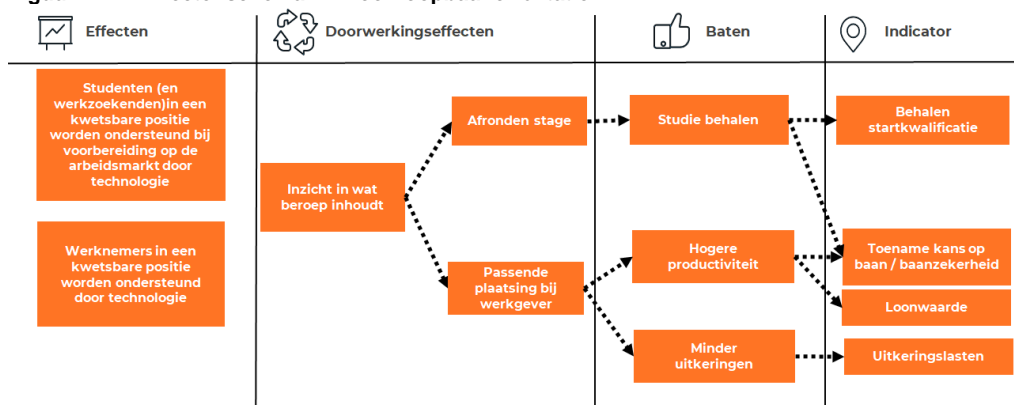 Effecten
Doorwerkingseffecten
Baten
Indicator
Studenten (en
werkzoekenden)in een
kwetsbare positie
worden ondersteund bij
voorbereiding op de
arbeidsmarkt door
technologie
Werknemers in een
kwetsbare positie
worden ondersteund
door technologie
Inzicht in wat
beroep inhoudt
Afronden stage
Passende
plaatsing bij
werkgever
Studie behalen
Hogere
productiviteit
Minder
uitkeringen
Behalen
startkwalificatie
Toename kans op
baan / baanzekerheid
Loonwaarde
Uitkeringslasten